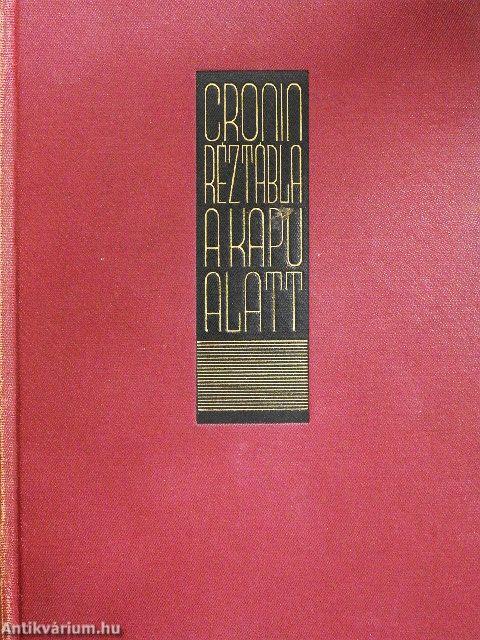 CRONIN
RÉZTÁBLA
A KAPU
ALATT
Antikvárium.hu